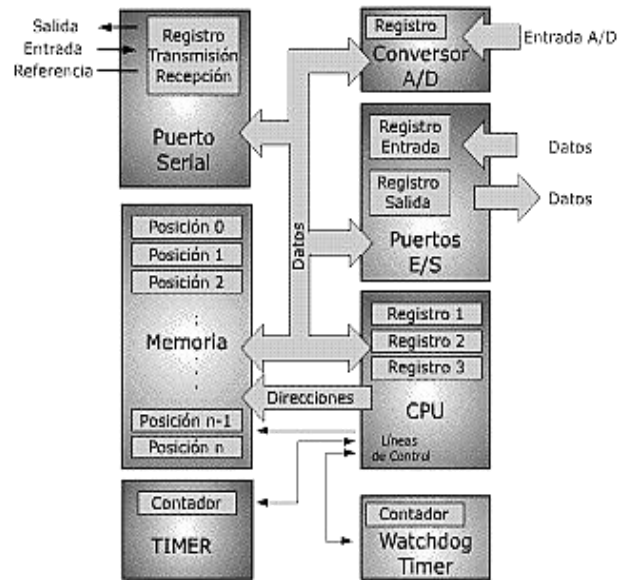 Salida
Entrada
Referencia
Registro
Transmisión
Recepción
Puerto
Serial
Registro
Conversor
A/D
Entrada A/D
Registro
Entrada
Datos
Registro
Salida
Datos
Puertos
E/S
Datos
Posición 0
Posición 1
Posición 2
Memoria
Posición n-1
Posición n
Registro 1
Registro 2
Registro 3
CPU
Direcciones
Líneas
de Control
Contador
TIMER
Contador
Watchdog
Timer